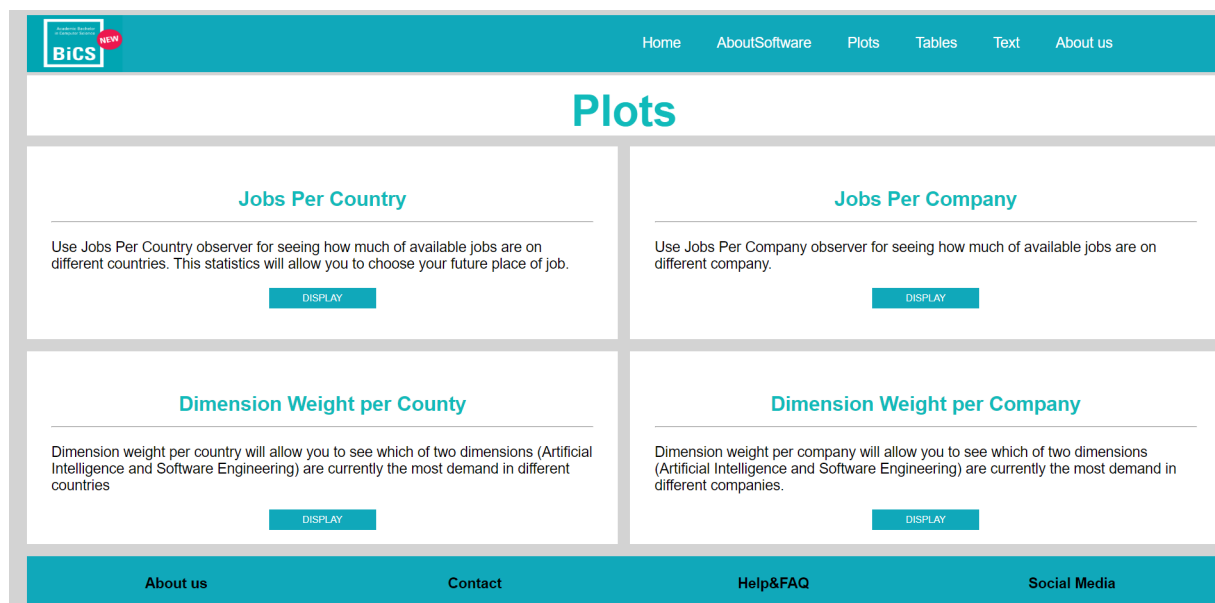 Academic Bachelor
in Computer Science
NEW
BiCS
Home AboutSoftware Plots Tables Text About us
Plots
Jobs Per Country
Use Jobs Per Country observer for seeing how much of available jobs are on
different countries. This statistics will allow you to choose your future place of job.
DISPLAY
Jobs Per Company
Use Jobs Per Company observer for seeing how much of available jobs are on
different company.
DISPLAY
Dimension Weight per County
Dimension weight per country will allow you to see which of two dimensions (Artificial
Intelligence and Software Engineering) are currently the most demand in different
countries
DISPLAY
Dimension Weight per Company
Dimension weight per company will allow you to see which of two dimensions
(Artificial Intelligence and Software Engineering) are currently the most demand in
different companies.
DISPLAY
About us Contact Help&FAQ Social Media